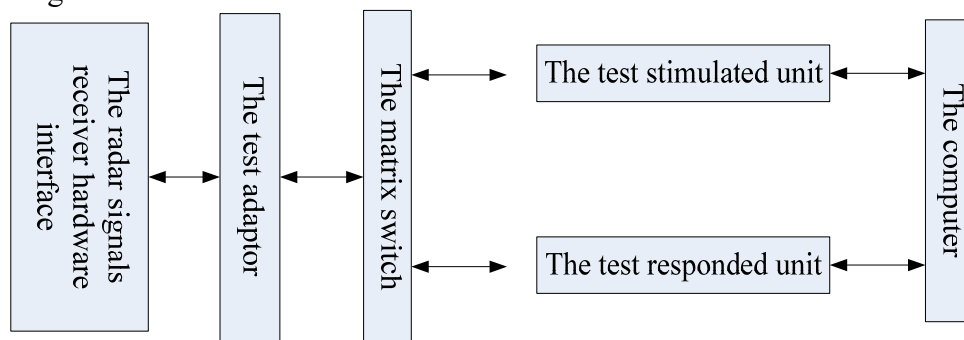 The radar signals
receiver hardware
interface
The test adaptor
The matrix switch
The test stimulated unit
The test responded unit
The computer